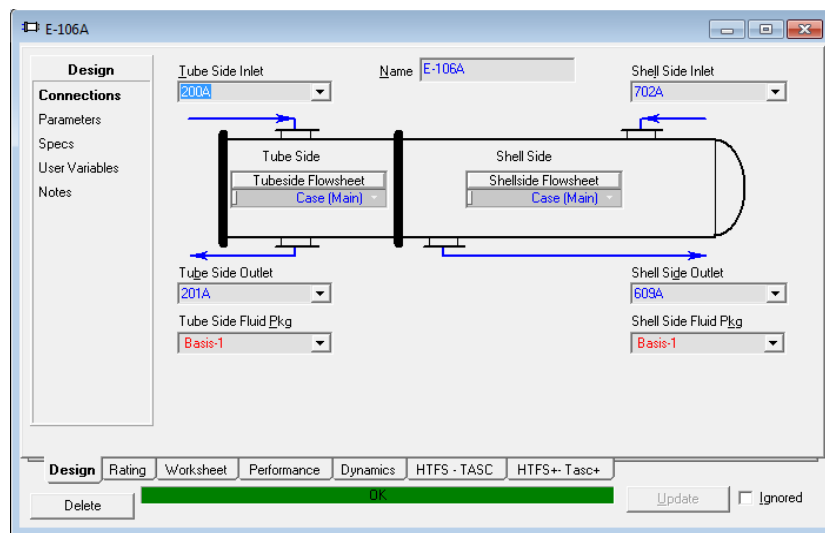 E-106A
Design
Connections
Parameters
Specs
User Variables
Notes
Tube Side Inlet
200A
Name E-106A
Shell Side Inlet
702A
Tube Side
Tubeside Flowsheet
Case (Main)
Shell Side
Shellside Flowsheet
Case (Main)
Tube Side Outlet
201A
Shell Side Outlet
609A
Tube Side Fluid Pkg
Basis-1
Shell Side Fluid Pkg
Basis-1
Design Rating Worksheet Performance Dynamics HTFS - TASC HTFS+- Tasc+
Delete OK Update Ignored